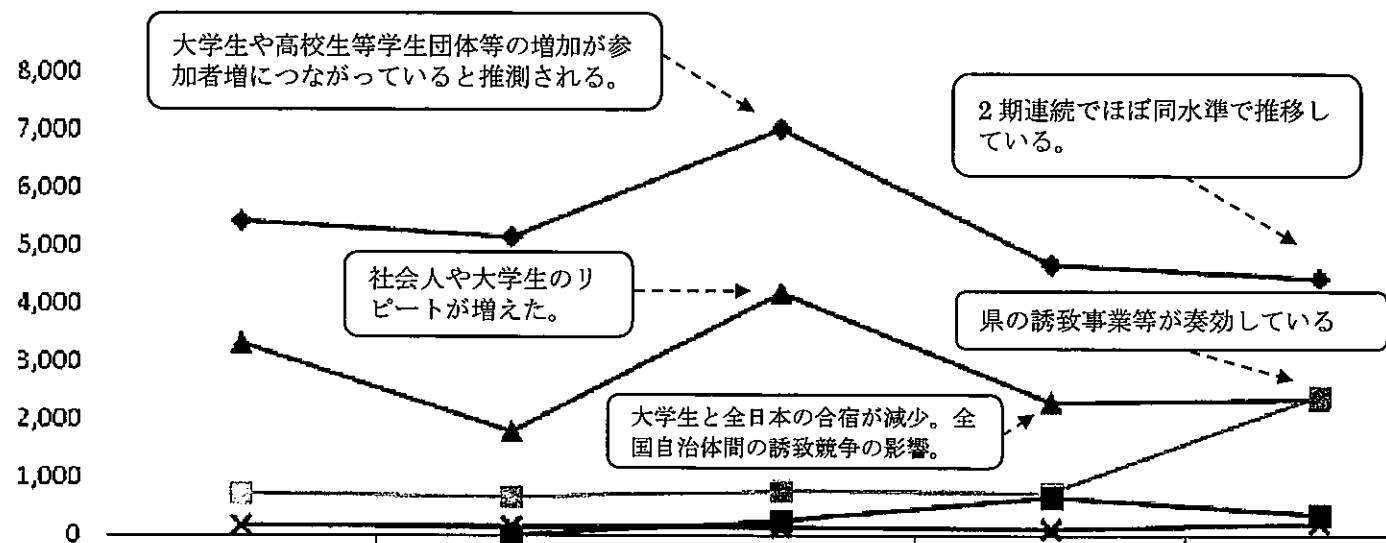 大学生や高校生等学生団体等の増加が参
加者増につながっていると推測される。
8,000
7,000
6,000
5,000
4,000
3,000
2,000
1,000
0
2期連続でほぼ同水準で推移し
ている。
社会人や大学生のリ
ピートが増えた。
県の誘致事業等が奏効している
大学生と全日本の合宿が減少。全
国自治体間の誘致競争の影響。